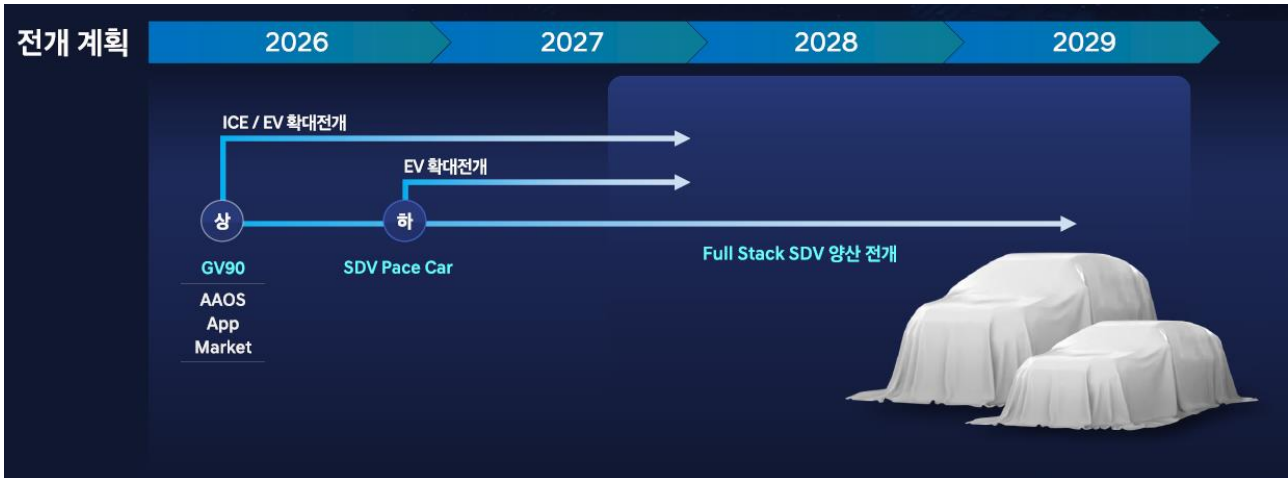 전개 계획
2026
2027
2028
2029
ICE / EV 확대전개
EV 확대전개
상
하
GV90
SDV Pace Car
Full Stack SDV 양산 전개
AAOS
App
Market